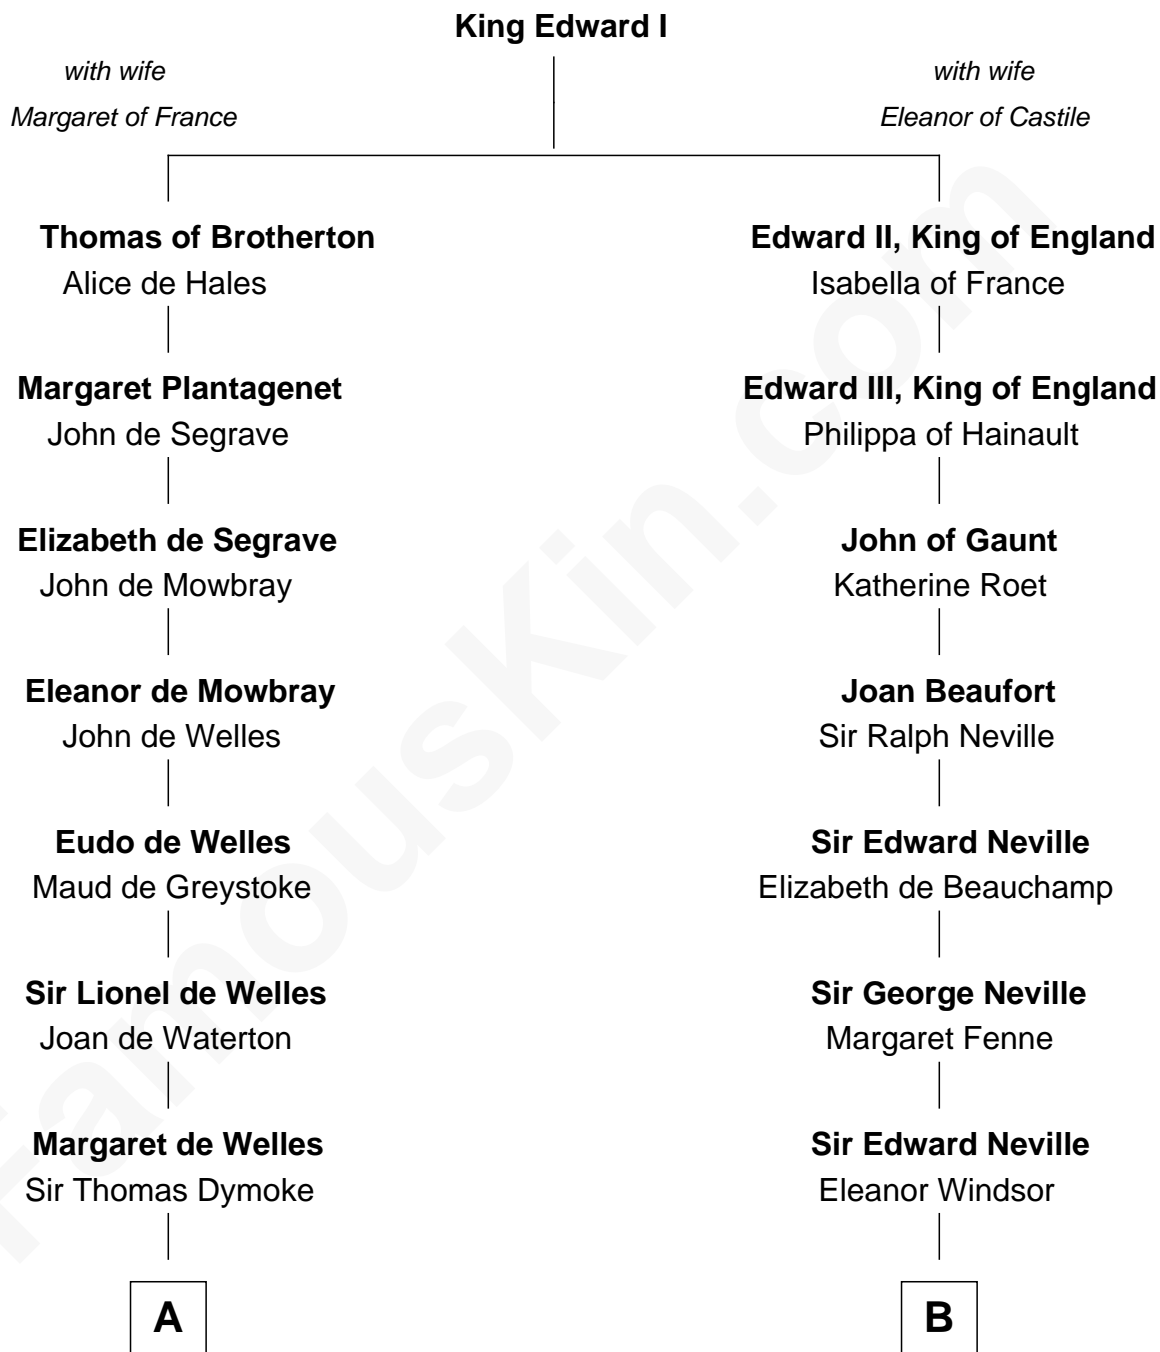 King Edward I
with wife
Margaret of France
with wife
Eleanor of Castile
Thomas of Brotherton
Alice de Hales
Edward II, King of England
Isabella of France
Margaret Plantagenet
John de Segrave
Edward III, King of England
Philippa of Hainault
Elizabeth de Segrave
John de Mowbray
John of Gaunt
Katherine Roet
Eleanor de Mowbray
John de Welles
Joan Beaufort
Sir Ralph Neville
Eudo de Welles
Maud de Greystoke
Sir Edward Neville
Elizabeth de Beauchamp
Sir Lionel de Welles
Joan de Waterton
Sir George Neville
Margaret Fenne
Margaret de Welles
Sir Thomas Dymoke
Sir Edward Neville
Eleanor Windsor
A
B
FamousKin.com